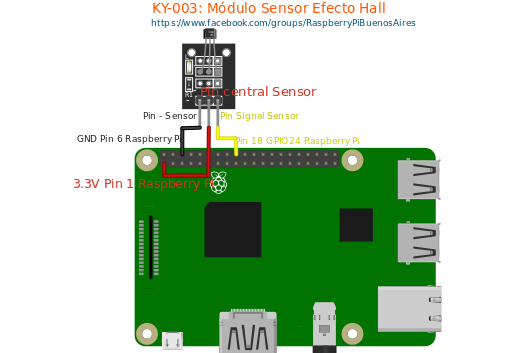 KY-003: Módulo Sensor Efecto Hall
https://www.facebook.com/groups/RaspberryPiBuenosAires
Pin central Sensor
Pin - Sensor
Pin Signal Sensor
GND Pin 6 Raspberry Pi
Pin 18 GPIO24 Raspberry Pi
3.3V Pin 1 Raspberry Pi